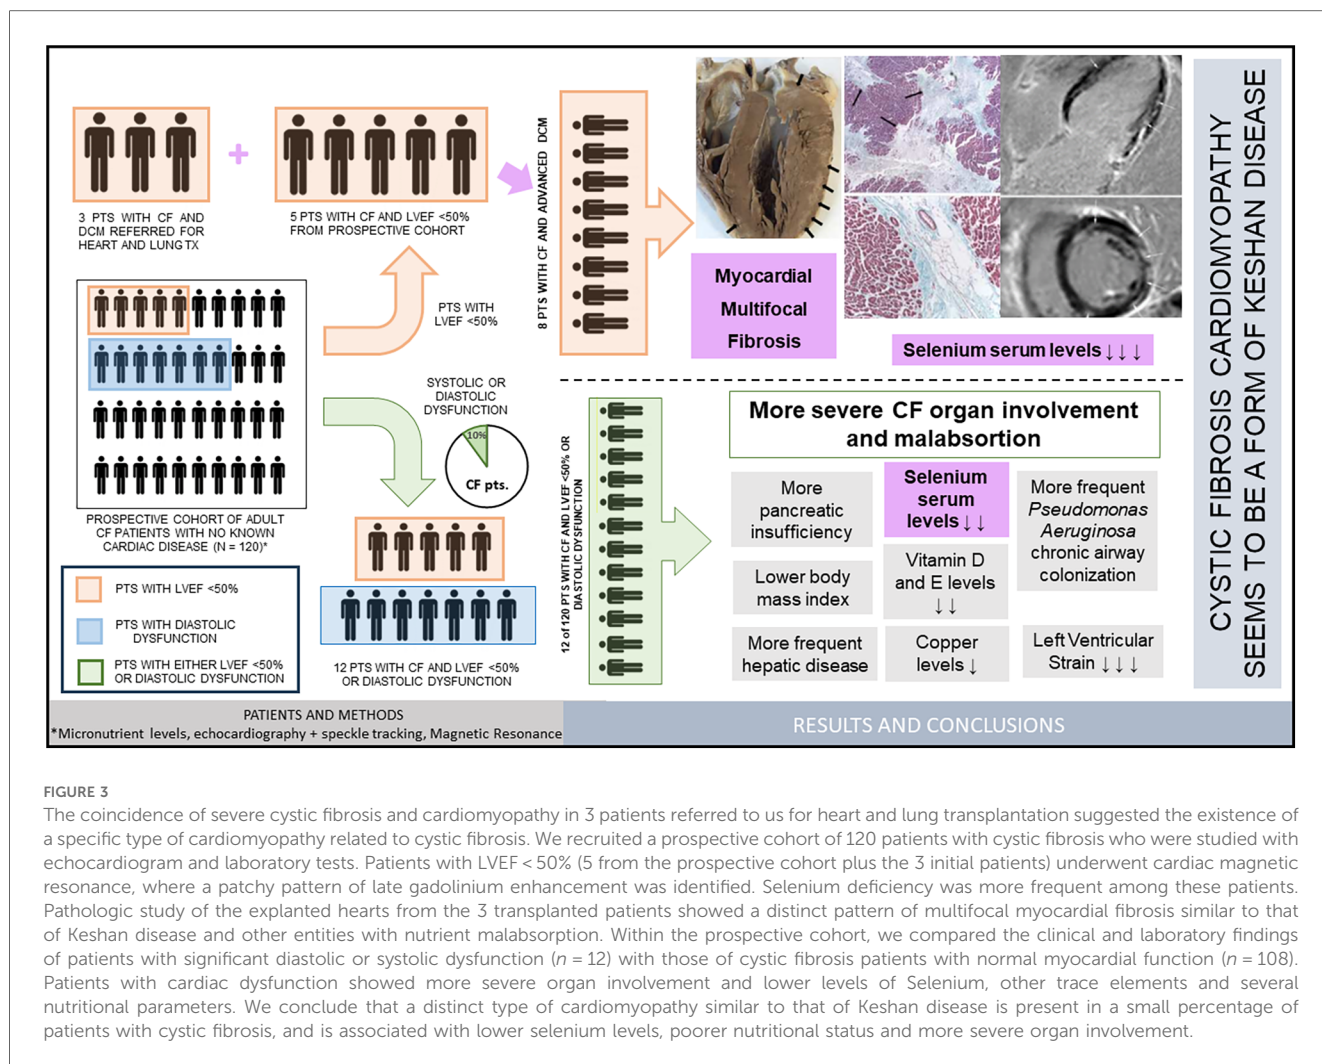 3 PTS WITH CF AND
DCM REFERRED FOR
HEART AND LUNG TX
+
5 PTS WITH CF AND LVEF <50%
FROM PROSPECTIVE COHORT
PTS WITH
LVEF <50%
PROSPECTIVE COHORT OF ADULT
CF PATIENTS WITH NO KNOWN
CARDIAC DISEASE (N = 120)*
SYSTOLIC OR
DIASTOLIC
DYSFUNCTION
10%
CF pts.
PTS WITH LVEF <50%
PTS WITH DIASTOLIC
DYSFUNCTION
PTS WITH EITHER LVEF <50%
OR DIASTOLIC DYSFUNCTION
12 PTS WITH CF AND LVEF <50%
OR DIASTOLIC DYSFUNCTION
PATIENTS AND METHODS
*Micronutrient levels, echocardiography + speckle tracking, Magnetic Resonance
8 PTS WITH CF AND ADVANCED DCM
Myocardial
Multifocal
Fibrosis
Selenium serum levels ↓ ↓ ↓
12 of 120 PTS WITH CF AND LVEF <50% OR
DIASTOLIC DYSFUNCTION
More severe CF organ involvement
and malabsortion
More
pancreatic
insufficiency
Lower body
mass index
More frequent
hepatic disease
Selenium
serum
levels ↓↓
Vitamin D
and E levels
↓↓
Copper
levels ↓
More frequent
Pseudomonas
Aeruginosa
chronic airway
colonization
Left Ventricular
Strain ↓ ↓ ↓
RESULTS AND CONCLUSIONS
CYSTIC FIBROSIS CARDIOMYOPATHY
SEEMS TO BE A FORM OF KESHAN DISEASE
FIGURE 3
The coincidence of severe cystic fibrosis and cardiomyopathy in 3 patients referred to us for heart and lung transplantation suggested the existence of
a specific type of cardiomyopathy related to cystic fibrosis. We recruited a prospective cohort of 120 patients with cystic fibrosis who were studied with
echocardiogram and laboratory tests. Patients with LVEF < 50% (5 from the prospective cohort plus the 3 initial patients) underwent cardiac magnetic
resonance, where a patchy pattern of late gadolinium enhancement was identified. Selenium deficiency was more frequent among these patients.
Pathologic study of the explanted hearts from the 3 transplanted patients showed a distinct pattern of multifocal myocardial fibrosis similar to that
of Keshan disease and other entities with nutrient malabsorption. Within the prospective cohort, we compared the clinical and laboratory findings
of patients with significant diastolic or systolic dysfunction (n = 12) with those of cystic fibrosis patients with normal myocardial function (n = 108).
Patients with cardiac dysfunction showed more severe organ involvement and lower levels of Selenium, other trace elements and several
nutritional parameters. We conclude that a distinct type of cardiomyopathy similar to that of Keshan disease is present in a small percentage of
patients with cystic fibrosis, and is associated with lower selenium levels, poorer nutritional status and more severe organ involvement.